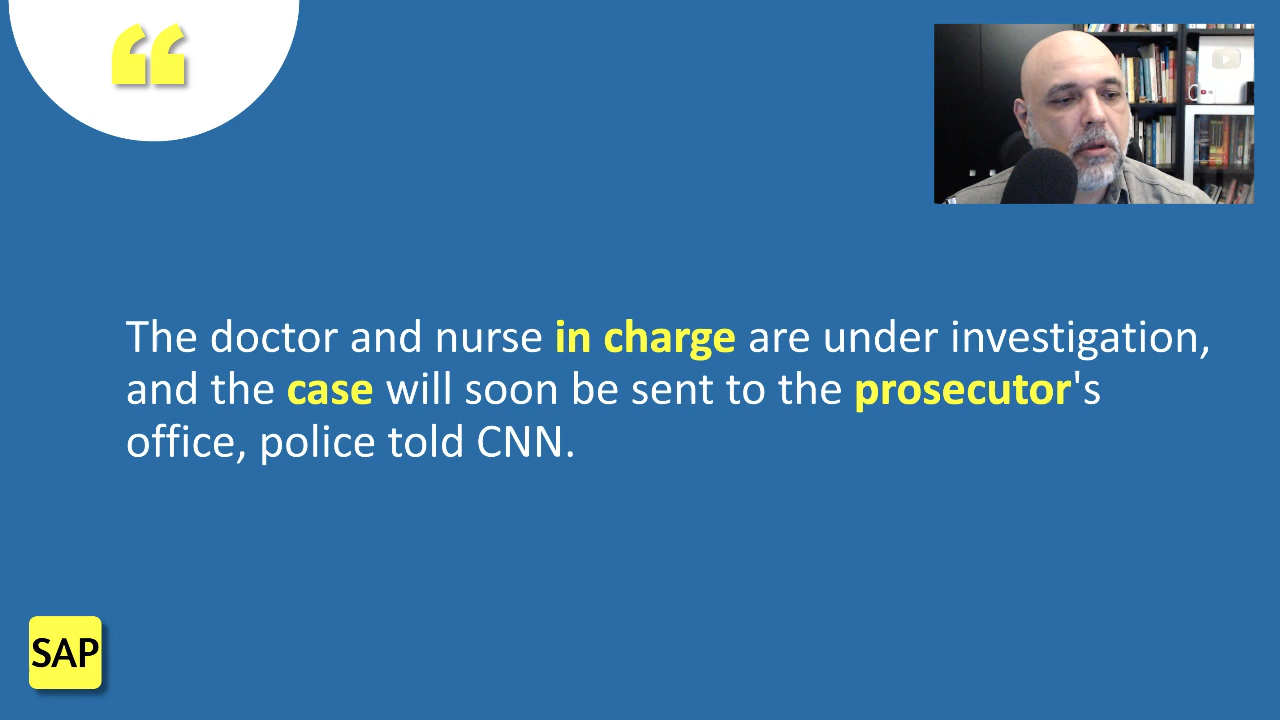 “
The doctor and nurse in charge are under investigation,
and the case will soon be sent to the prosecutor's
office, police told CNN.
SAP